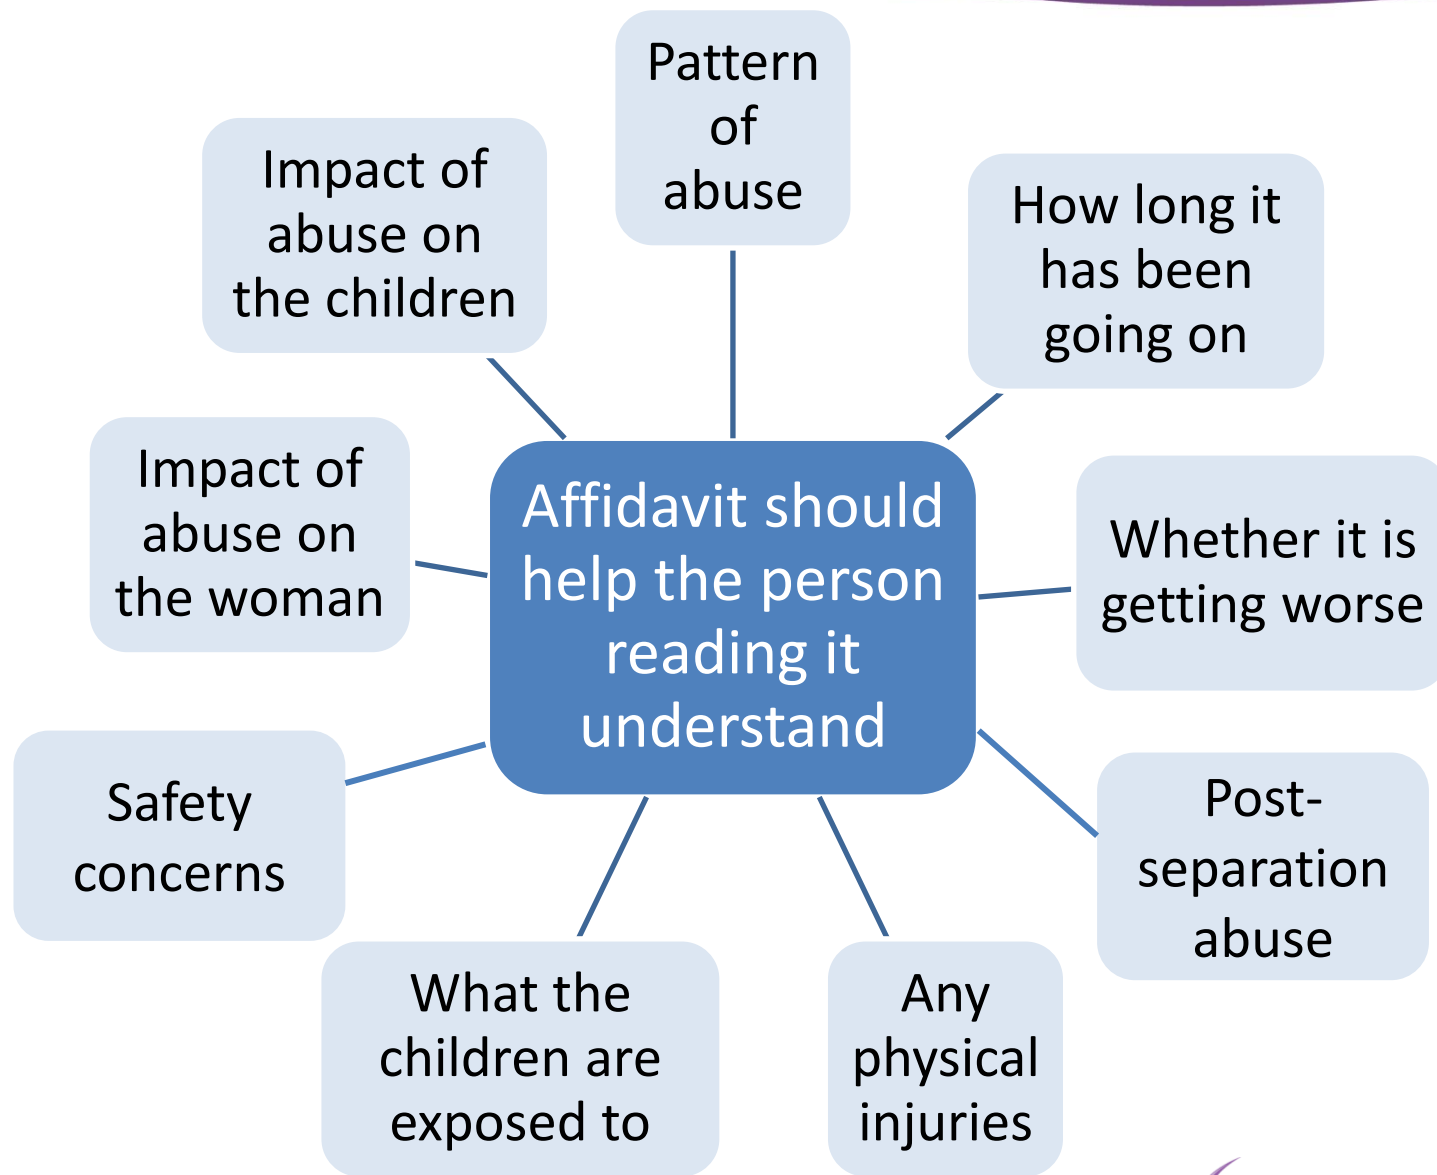 Pattern
of
abuse
Impact of
abuse on
the children
How long it
has been
going on
Impact of
abuse on
the woman
Affidavit should
help the person
reading it
understand
Whether it is
getting worse
Safety
concerns
Post-
separation
abuse
What the
children are
exposed to
Any
physical
injuries